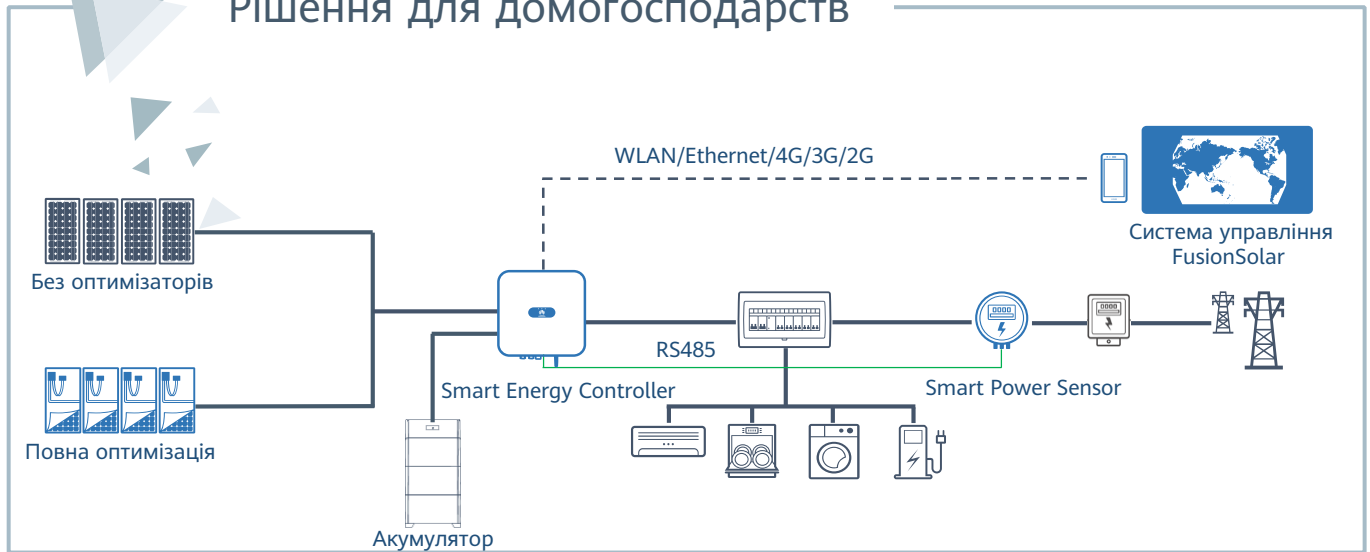 Рішення для домогосподарств
WLAN/Ethernet/4G/3G/2G
Система управління
FusionSolar
Без оптимізаторів
RS485
Smart Energy Controller
Smart Power Sensor
Повна оптимізація
Акумулятор